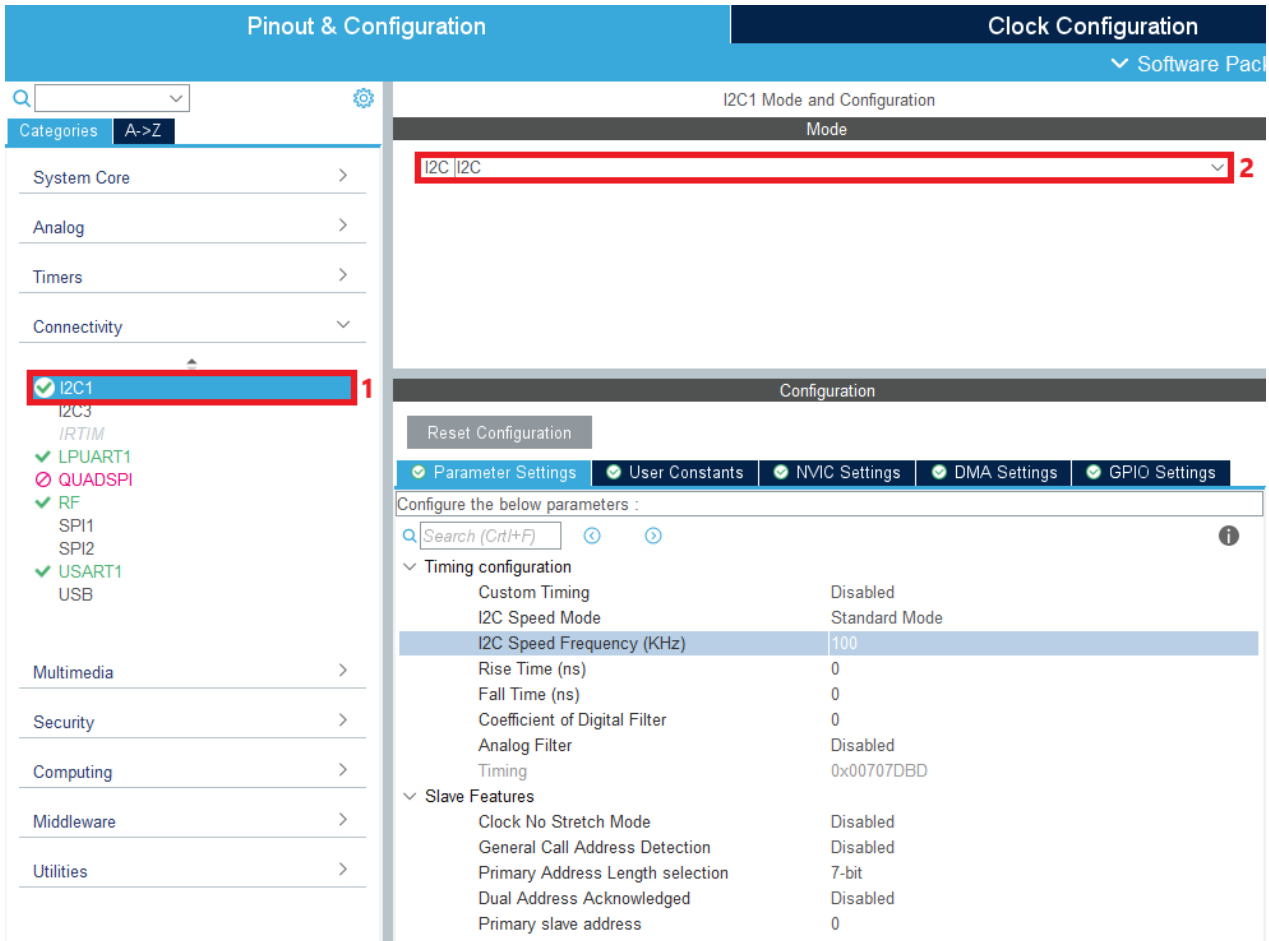 Pinout & Configuration
Clock Configuration
Software Pack
Categories
A->Z
System Core
Analog
Timers
Connectivity
I2C1
1
I2C3
IRTIM
LPUART1
QUADSPI
RF
SPI1
SPI2
USART1
USB
Multimedia
Security
Computing
Middleware
Utilities
I2C1 Mode and Configuration
Mode
I2C I2C
2
Configuration
Reset Configuration
Parameter Settings
User Constants
NVIC Settings
DMA Settings
GPIO Settings
Configure the below parameters :
Search (Crtl+F)
Timing configuration
Custom Timing Disabled
I2C Speed Mode Standard Mode
I2C Speed Frequency (KHz) 100
Rise Time (ns) 0
Fall Time (ns) 0
Coefficient of Digital Filter 0
Analog Filter Disabled
Timing 0x00707DBD
Slave Features
Clock No Stretch Mode Disabled
General Call Address Detection Disabled
Primary Address Length selection 7-bit
Dual Address Acknowledged Disabled
Primary slave address 0